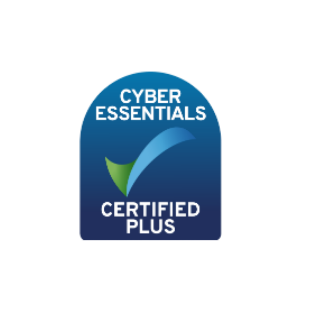 CYBER
ESSENTIALS
CERTIFIED
PLUS